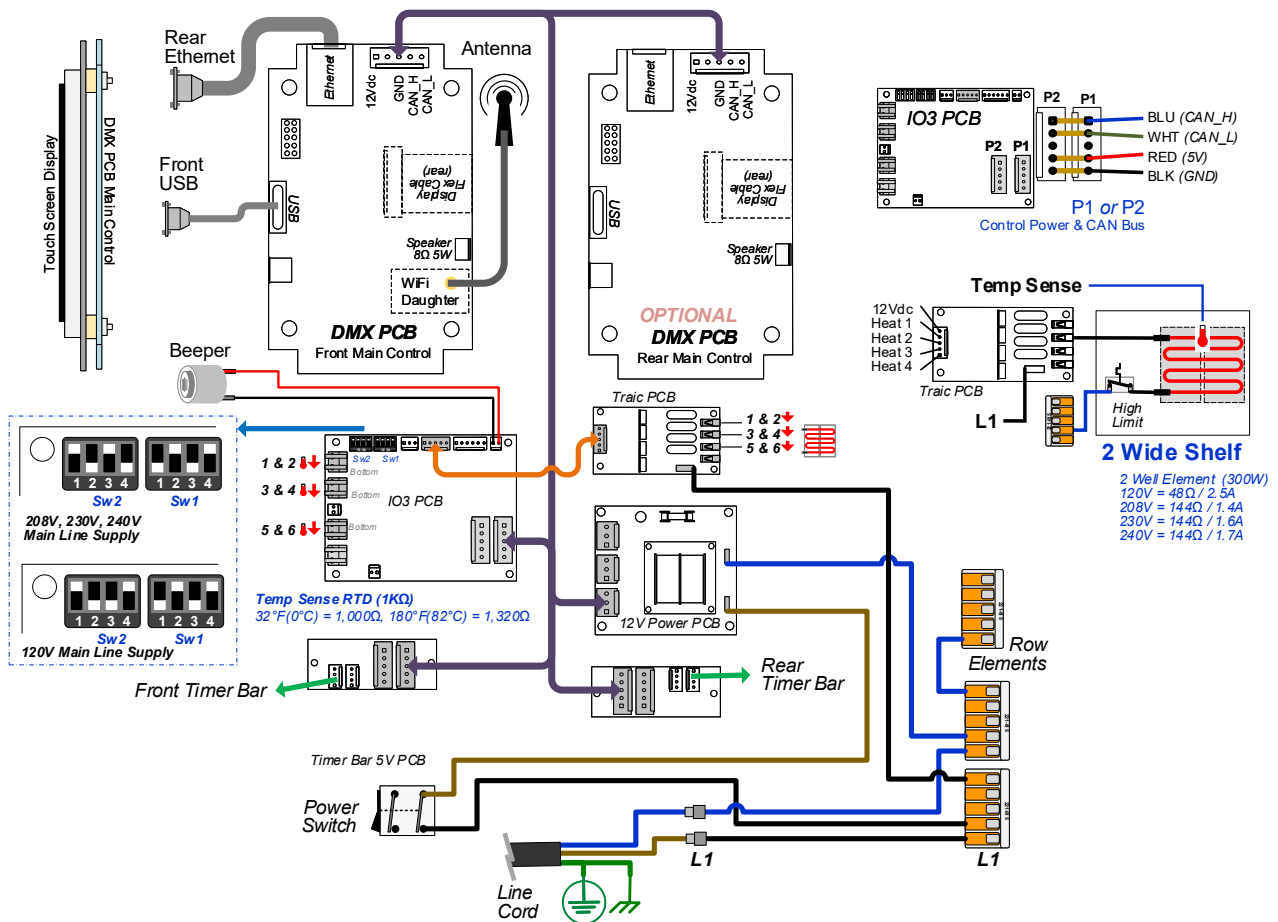 Rear
Ethernet
Front
USB
Touch Screen Display
DMX PCB Main Control
Ethernet
12Vdc
GND
CAN_H
CAN_L
Antenna
USB
Display
Flex Cable
(rear)
Speaker
8Ω 5W
WiFi
Daughter
DMX PCB
Front Main Control
Ethernet
12Vdc
GND
CAN_H
CAN_L
USB
Display
Flex Cable
(rear)
Speaker
8Ω 5W
OPTIONAL
DMX PCB
Rear Main Control
IO3 PCB
P2 P1
P2 P1
BLU (CAN_H)
WHT (CAN_L)
RED (5V)
BLK (GND)
P1 or P2
Control Power & CAN Bus
Temp Sense
12Vdc
Heat 1
Heat 2
Heat 3
Heat 4
Traic PCB
L1
High
Limit
2 Wide Shelf
2 Well Element (300W)
120V = 48Ω / 2.5A
208V = 144Ω / 1.4A
230V = 144Ω / 1.6A
240V = 144Ω / 1.7A
Beeper
1 2 3 4
1 2 3 4
Sw2 Sw1
208V, 230V, 240V
Main Line Supply
1 2 3 4
1 2 3 4
Sw2 Sw1
120V Main Line Supply
Sw2 Sw1
1 & 2
Bottom
3 & 4
Bottom
5 & 6
Bottom
IO3 PCB
Temp Sense RTD (1KΩ)
32°F(0°C) = 1,000Ω, 180°F(82°C) = 1,320Ω
Traic PCB
1 & 2
3 & 4
5 & 6
12V Power PCB
Front Timer Bar
Rear
Timer Bar
Timer Bar 5V PCB
Row
Elements
Power
Switch
L1
L1
Line
Cord